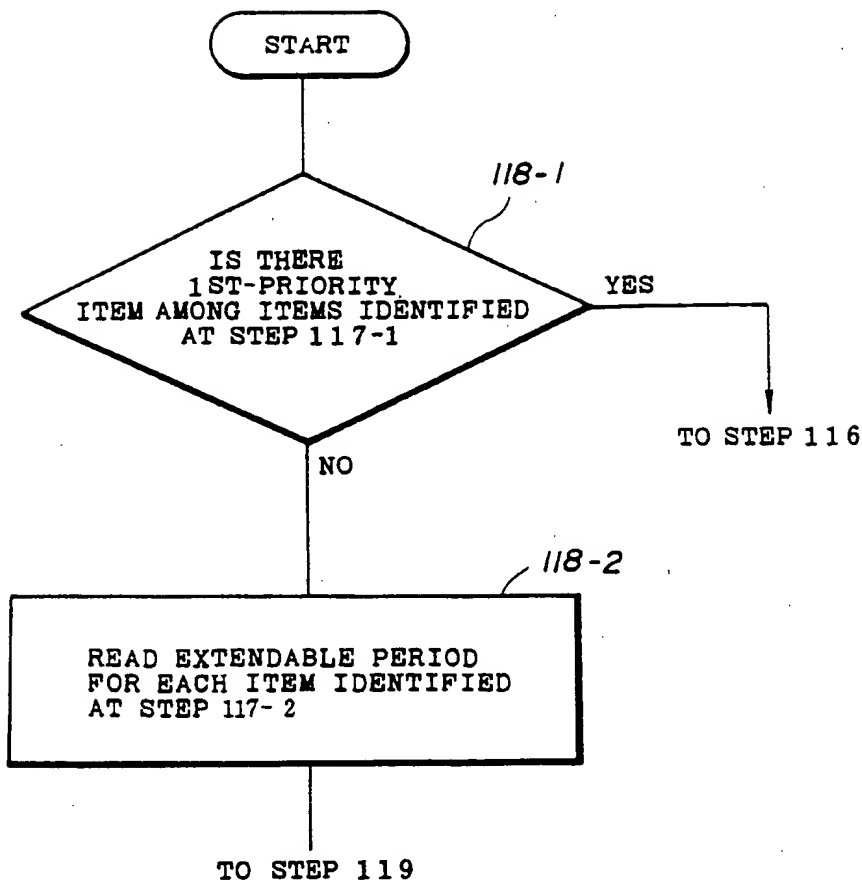 START
118-1
IS THERE
1ST-PRIORITY
ITEM AMONG ITEMS IDENTIFIED
AT STEP 117-1
YES
TO STEP 116
NO
118-2
READ EXTENDABLE PERIOD
FOR EACH ITEM IDENTIFIED
AT STEP 117-2
TO STEP 119